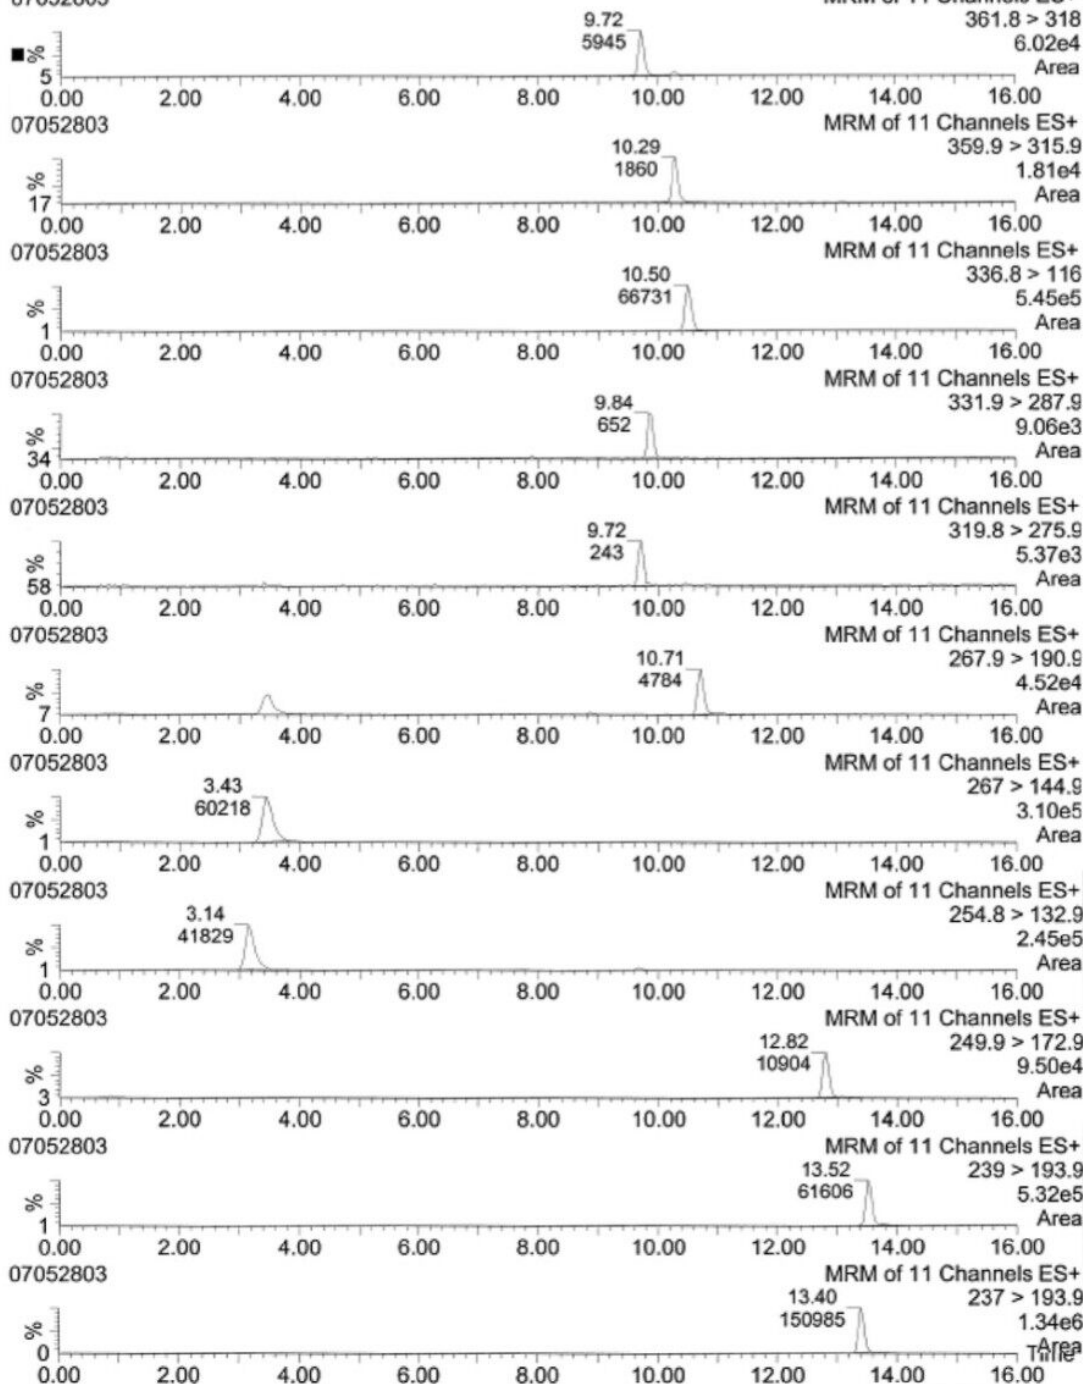 07052803 MRM of 11 Channels ES+
9.72 361.8 > 318
5945 6.02e4
% Area
5
0.00 2.00 4.00 6.00 8.00 10.00 12.00 14.00 16.00
07052803 MRM of 11 Channels ES+
10.29 359.9 > 315.9
1860 1.81e4
% Area
17
0.00 2.00 4.00 6.00 8.00 10.00 12.00 14.00 16.00
07052803 MRM of 11 Channels ES+
10.50 336.8 > 116
66731 5.45e5
% Area
1
0.00 2.00 4.00 6.00 8.00 10.00 12.00 14.00 16.00
07052803 MRM of 11 Channels ES+
9.84 331.9 > 287.9
652 9.06e3
% Area
34
0.00 2.00 4.00 6.00 8.00 10.00 12.00 14.00 16.00
07052803 MRM of 11 Channels ES+
9.72 319.8 > 275.9
243 5.37e3
% Area
58
0.00 2.00 4.00 6.00 8.00 10.00 12.00 14.00 16.00
07052803 MRM of 11 Channels ES+
10.71 267.9 > 190.9
4784 4.52e4
% Area
7
0.00 2.00 4.00 6.00 8.00 10.00 12.00 14.00 16.00
07052803 MRM of 11 Channels ES+
3.43 267 > 144.9
60218 3.10e5
% Area
1
0.00 2.00 4.00 6.00 8.00 10.00 12.00 14.00 16.00
07052803 MRM of 11 Channels ES+
3.14 254.8 > 132.9
41829 2.45e5
% Area
1
0.00 2.00 4.00 6.00 8.00 10.00 12.00 14.00 16.00
07052803 MRM of 11 Channels ES+
12.82 249.9 > 172.9
10904 9.50e4
% Area
3
0.00 2.00 4.00 6.00 8.00 10.00 12.00 14.00 16.00
07052803 MRM of 11 Channels ES+
13.52 239 > 193.9
61606 5.32e5
% Area
1
0.00 2.00 4.00 6.00 8.00 10.00 12.00 14.00 16.00
07052803 MRM of 11 Channels ES+
13.40 237 > 193.9
150985 1.34e6
% Area
0 Time
0.00 2.00 4.00 6.00 8.00 10.00 12.00 14.00 16.00